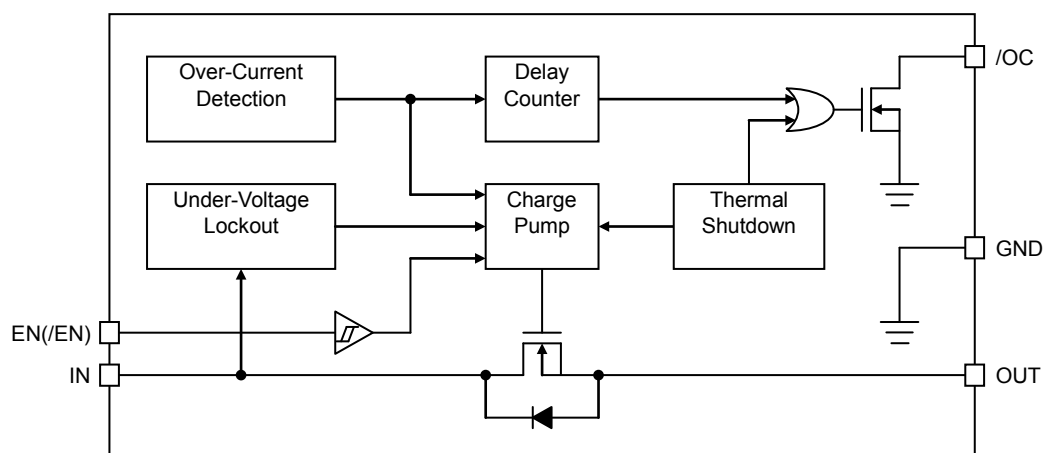 Over-Current
Detection
Delay
Counter
/OC
Under-Voltage
Lockout
Charge
Pump
Thermal
Shutdown
GND
EN(/EN)
IN
OUT